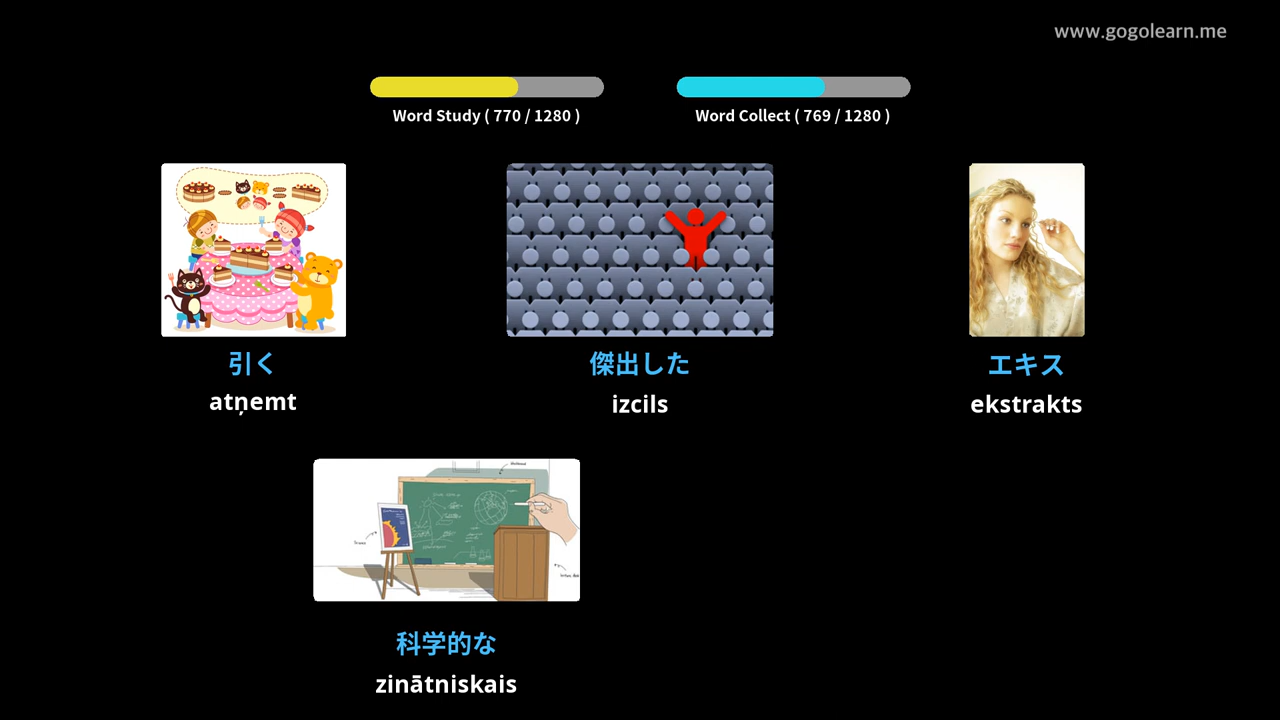 www.gogolearn.me
Word Study ( 770 / 1280 )
Word Collect ( 769 / 1280 )
引く
atņemt
傑出した
izcils
エキス
ekstrakts
科学的な
zinātniskais